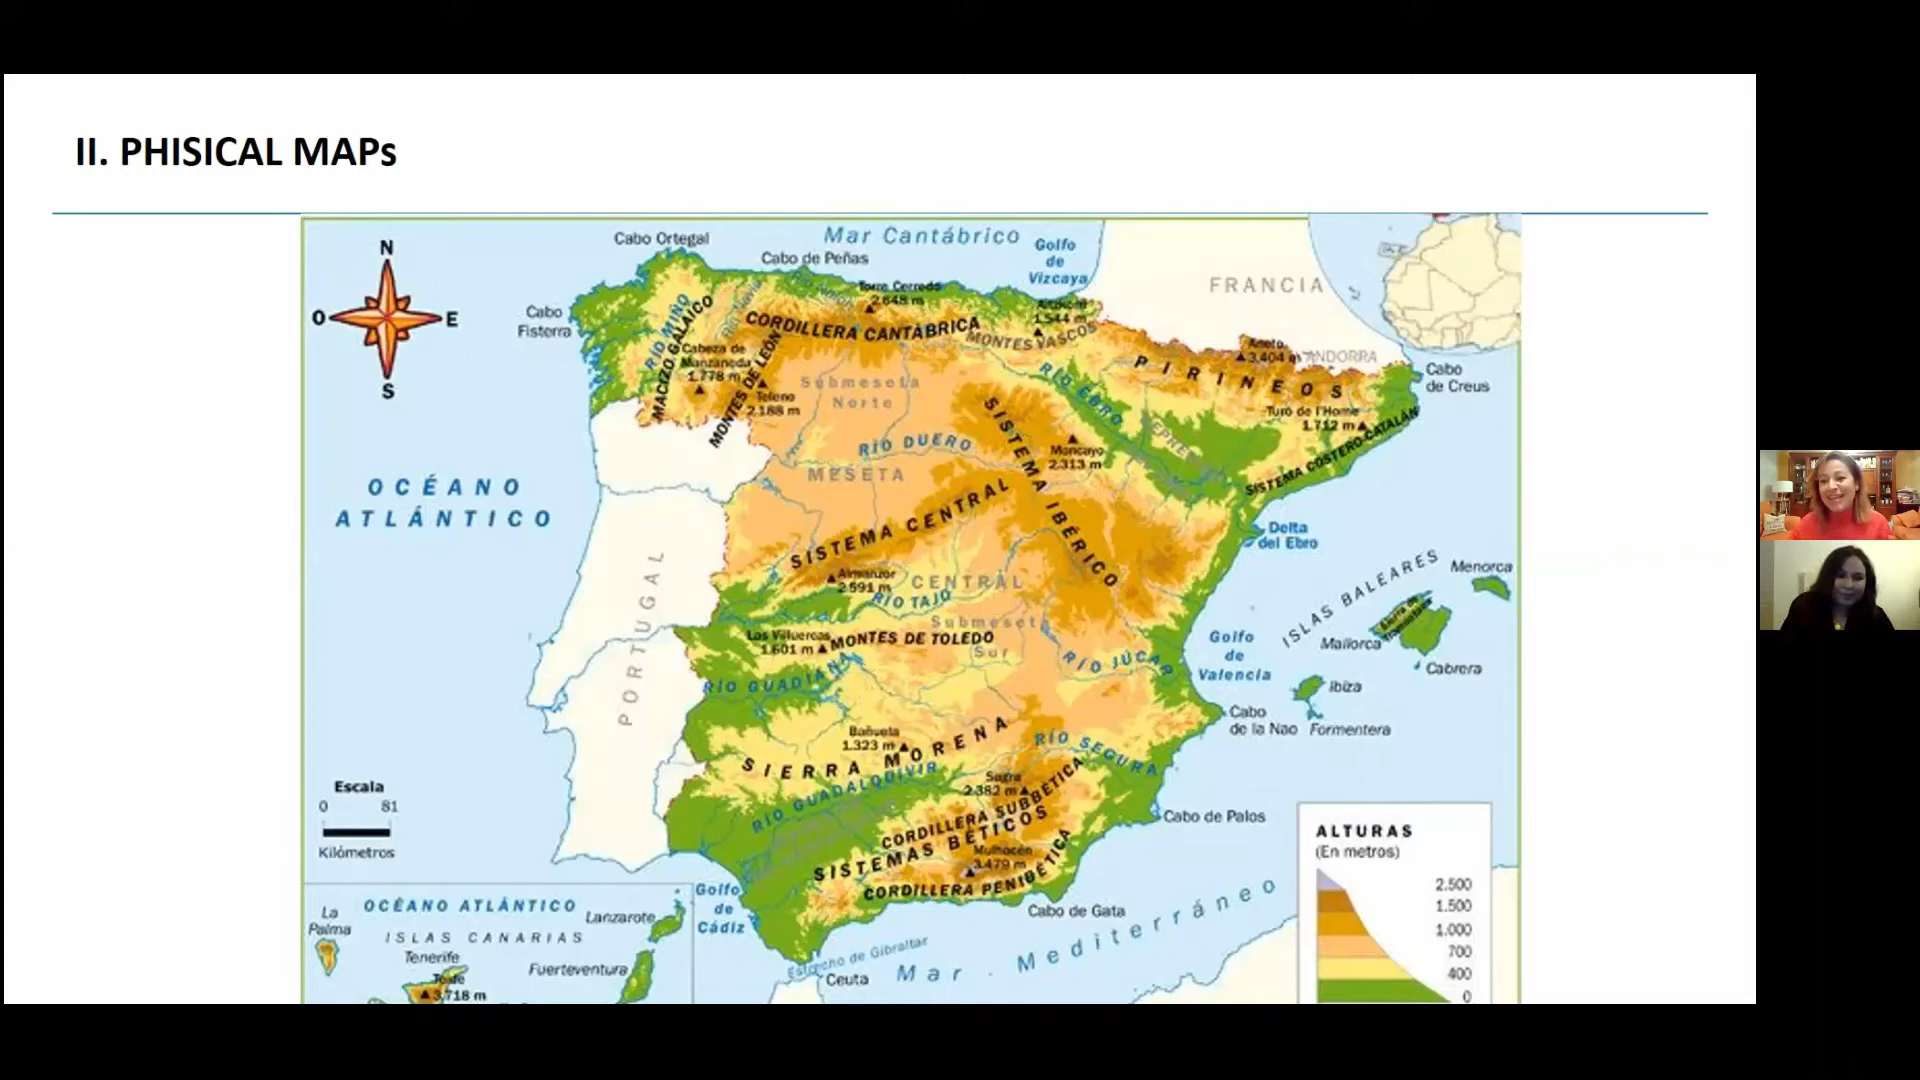 II. PHISICAL MAPs
N
O
E
S
Cabo Ortegal
Mar Cantábrico
Cabo de Peñas
Golfo
de
Vizcaya
FRANCIA
Cabo
Fisterra
Torre Cerredo
2.648 m
1.544 m
RÍO MIÑO
MACIZO GALAICO
CORDILLERA CANTÁBRICA
MONTES VASCOS
Cabeza de
Manzaneda
1.778 m
MONTES DE LEÓN
Teleno
2.188 m
Aneto
3.404 m
ANDORRA
PIRINEOS
Cabo
de Creus
Submeseta
Norte
RÍO EBRO
Turó de l'Home
1.712 m
SISTEMA COSTERO-CATALÁN
RÍO DUERO
Moncayo
2.313 m
MESETA
SISTEMA IBÉRICO
OCÉANO
ATLÁNTICO
SISTEMA CENTRAL
Delta
del Ebro
PORTUGAL
Almanzor
2.591 m
CENTRAL
RÍO TAJO
Submeseta
Sur
ISLAS BALEARES
Menorca
Mallorca
Cabrera
Las Villuercas
1.601 m
MONTES DE TOLEDO
Golfo
de
Valencia
RÍO JÚCAR
RÍO GUADIANA
Ibiza
Formentera
Cabo
de la Nao
Bañuela
1.323 m
SIERRA MORENA
RÍO SEGURA
RÍO GUADALQUIVIR
Sagra
2.382 m
CORDILLERA SUBBÉTICA
SISTEMAS BÉTICOS
Mulhacén
3.479 m
CORDILLERA PENIBÉTICA
Cabo de Palos
Escala
0 81
Kilómetros
ALTURAS
(En metros)
2.500
1.500
1.000
700
400
0
Golfo
de
Cádiz
Cabo de Gata
Estrecho de Gibraltar
Ceuta
Mar Mediterráneo
OCÉANO ATLÁNTICO
ISLAS CANARIAS
La
Palma
Lanzarote
Tenerife
Teide
3.718 m
Fuerteventura